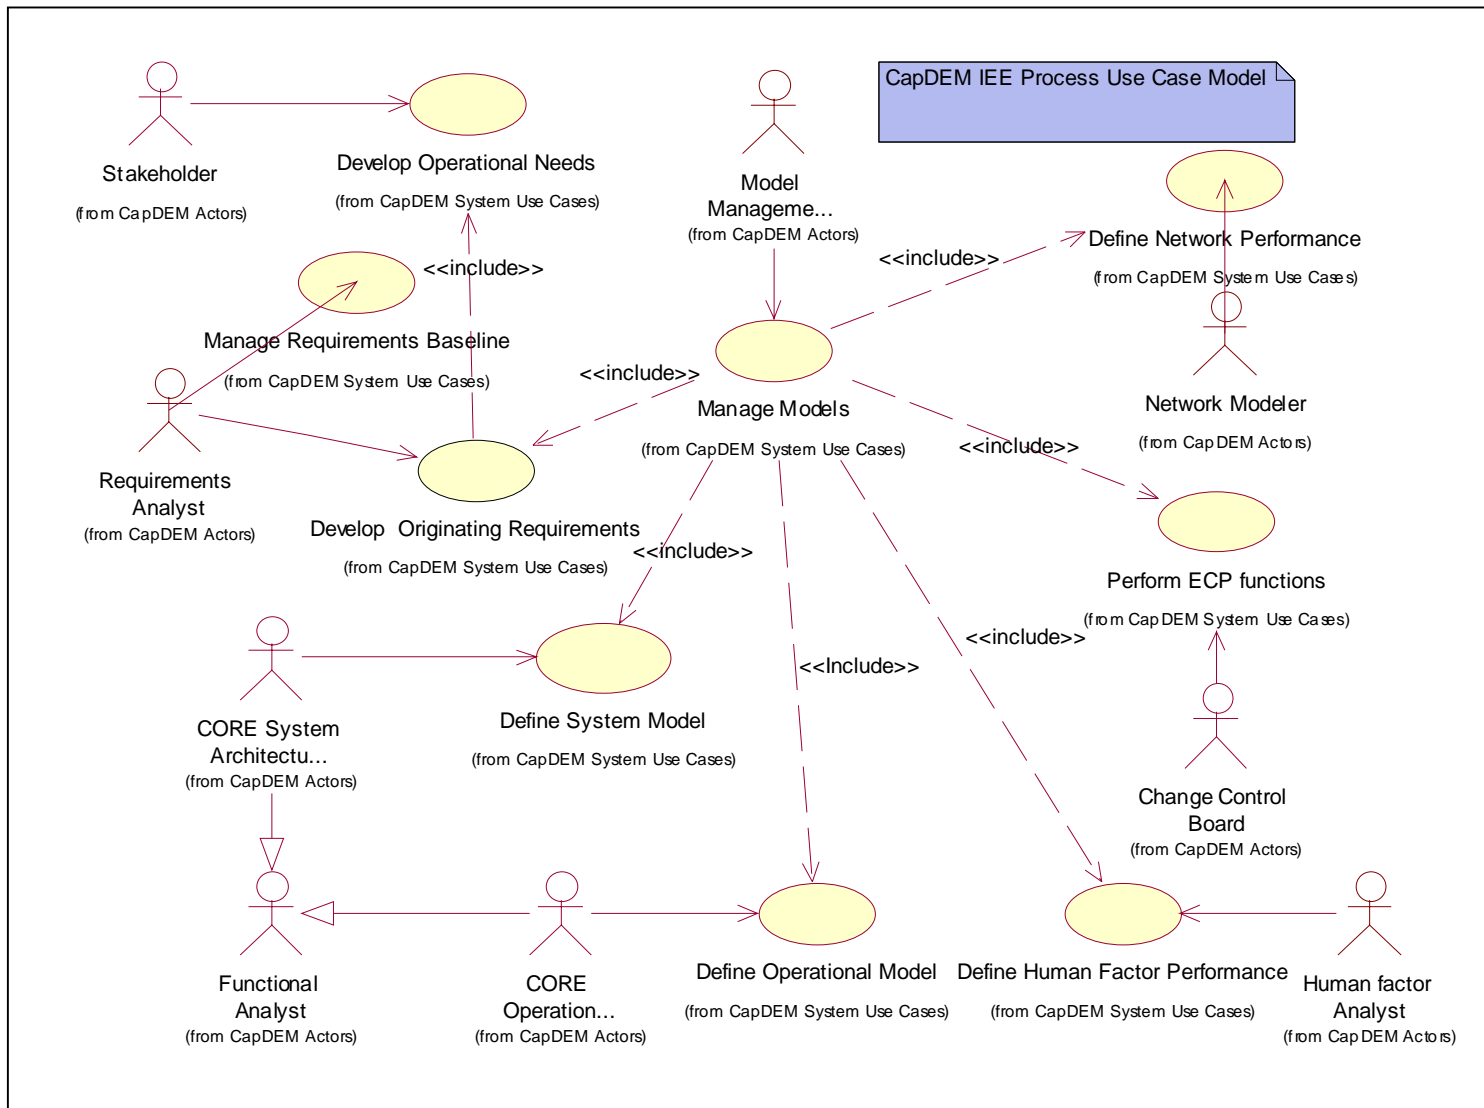 CapDEM IEE Process Use Case Model
Stakeholder
(from CapDEM Actors)
Develop Operational Needs
(from CapDEM System Use Cases)
Model
Manageme...
(from CapDEM Actors)
Define Network Performance
(from CapDEM System Use Cases)
<<include>>
<<include>>
Manage Requirements Baseline
(from CapDEM System Use Cases)
<<include>>
Manage Models
(from CapDEM System Use Cases)
Network Modeler
(from CapDEM Actors)
<<include>>
Requirements
Analyst
(from CapDEM Actors)
Develop Originating Requirements
(from CapDEM System Use Cases)
<<include>>
Perform ECP functions
(from CapDEM System Use Cases)
<<include>>
<<Include>>
CORE System
Architectu...
(from CapDEM Actors)
Define System Model
(from CapDEM System Use Cases)
Change Control
Board
(from CapDEM Actors)
Functional
Analyst
(from CapDEM Actors)
CORE
Operation...
(from CapDEM Actors)
Define Operational Model
(from CapDEM System Use Cases)
Define Human Factor Performance
(from CapDEM System Use Cases)
Human factor
Analyst
(from CapDEM Actors)